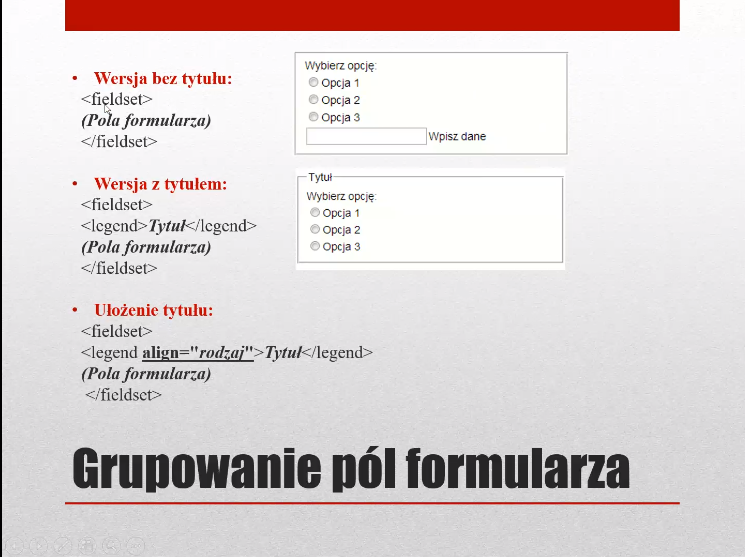 • Wersja bez tytułu:
<fieldset>
(Pola formularza)
</fieldset>
Wybierz opcję:
Opcja 1
Opcja 2
Opcja 3
Wpisz dane
• Wersja z tytułem:
<fieldset>
<legend>Tytuł</legend>
(Pola formularza)
</fieldset>
Tytuł
Wybierz opcję:
Opcja 1
Opcja 2
Opcja 3
• Ułożenie tytułu:
<fieldset>
<legend align="rodzaj">Tytuł</legend>
(Pola formularza)
</fieldset>
Grupowanie pól formularza